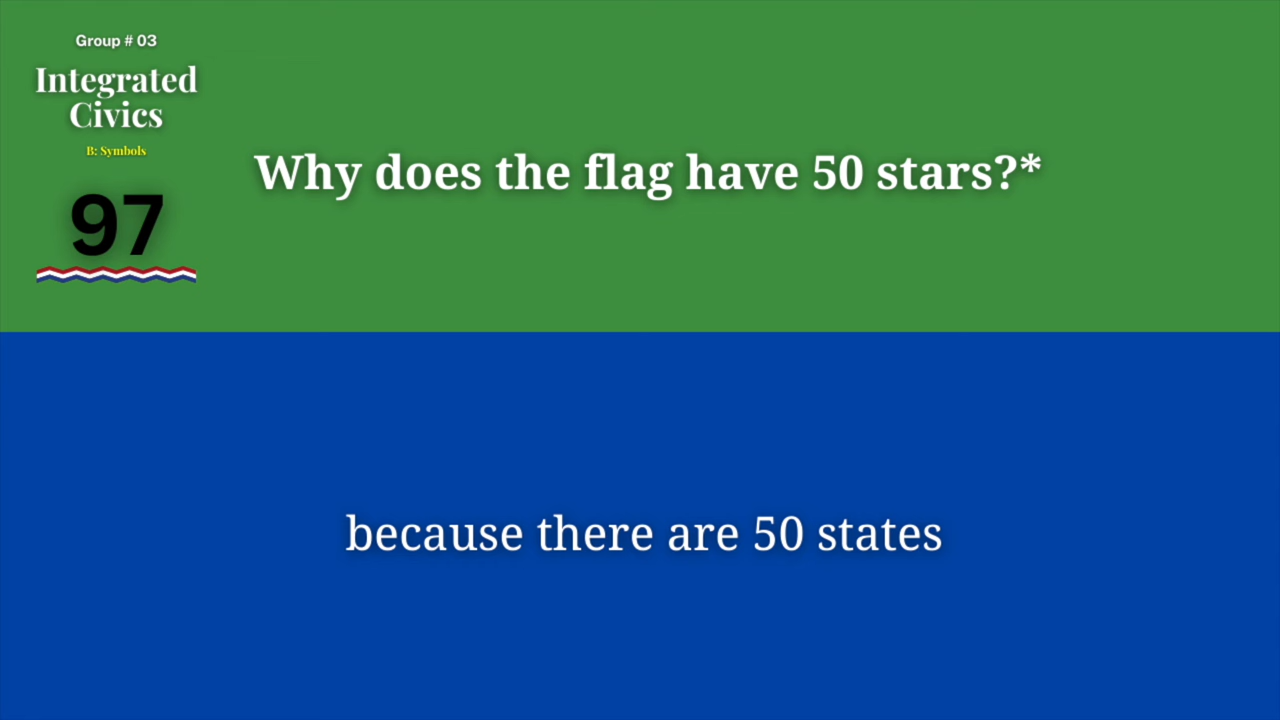 Group # 03
Integrated
Civics
B: Symbols
97
Why does the flag have 50 stars?*
because there are 50 states